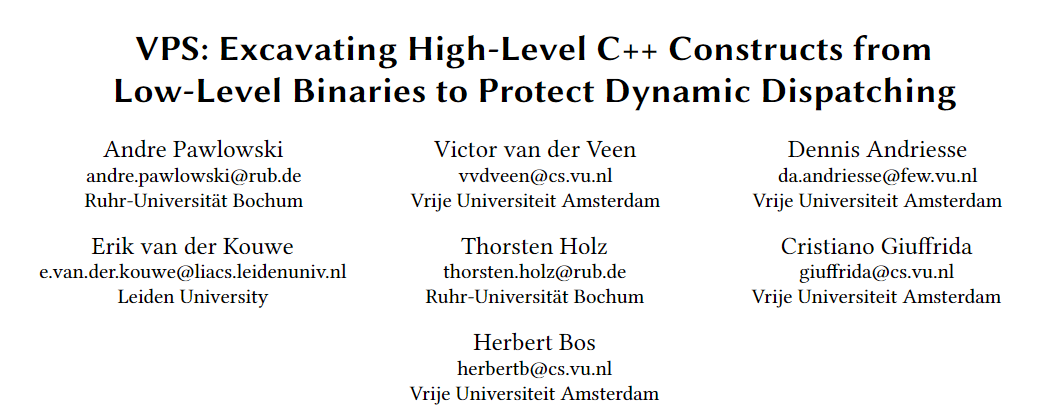 VPS: Excavating High-Level C++ Constructs from
Low-Level Binaries to Protect Dynamic Dispatching
Andre Pawlowski
andre.pawlowski@rub.de
Ruhr-Universität Bochum
Victor van der Veen
vvdveen@cs.vu.nl
Vrije Universiteit Amsterdam
Dennis Andriesse
da.andriesse@few.vu.nl
Vrije Universiteit Amsterdam
Erik van der Kouwe
e.van.der.kouwe@liacs.leidenuniv.nl
Leiden University
Thorsten Holz
thorsten.holz@rub.de
Ruhr-Universität Bochum
Cristiano Giuffrida
giuffrida@cs.vu.nl
Vrije Universiteit Amsterdam
Herbert Bos
herbertb@cs.vu.nl
Vrije Universiteit Amsterdam